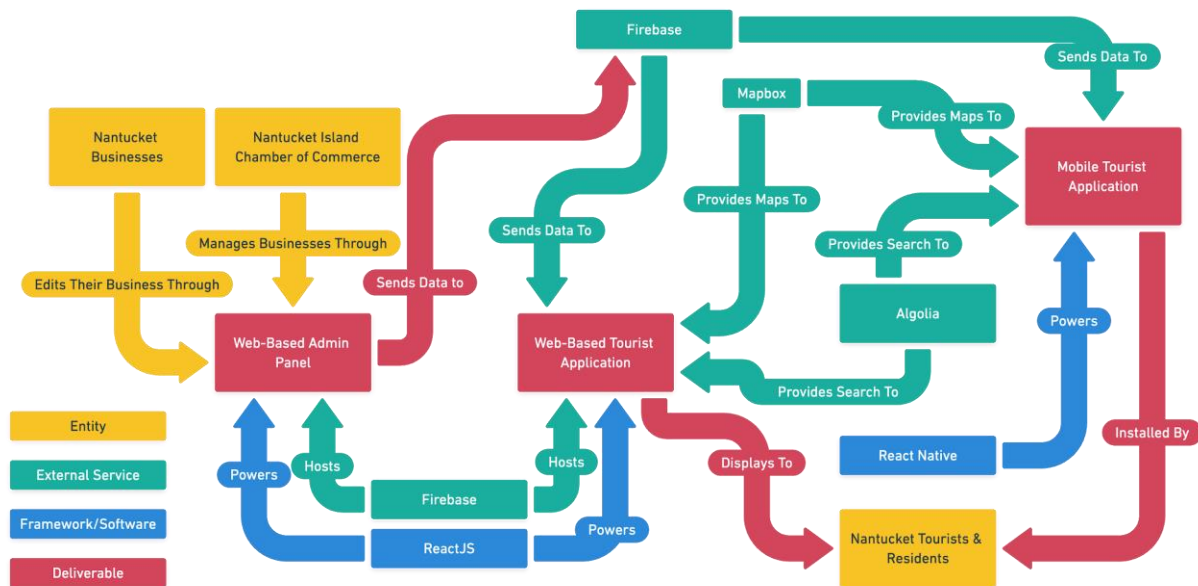 Firebase
Sends Data To
Mapbox
Provides Maps To
Nantucket
Businesses
Nantucket Island
Chamber of Commerce
Mobile Tourist
Application
Provides Maps To
Sends Data To
Manages Businesses Through
Provides Search To
Edits Their Business Through
Sends Data to
Algolia
Powers
Web-Based Admin
Panel
Web-Based Tourist
Application
Provides Search To
Entity
Installed By
External Service
Hosts
Hosts
Displays To
React Native
Powers
Firebase
Framework/Software
Powers
ReactJS
Nantucket Tourists &
Residents
Deliverable